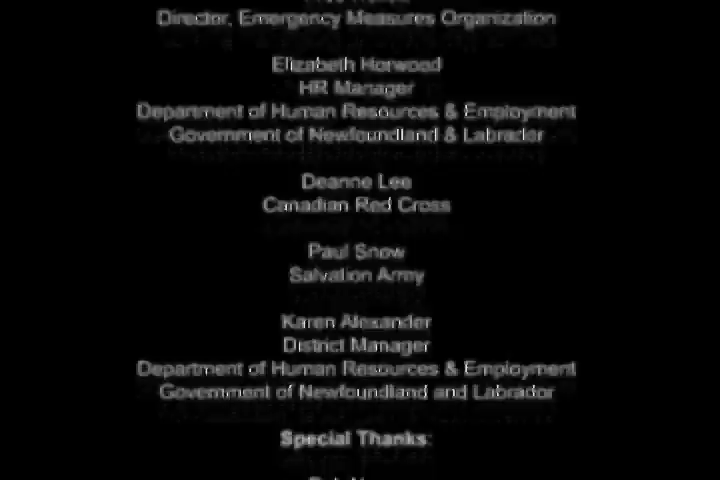 Director, Emergency Measures Organization
Elizabeth Horwood
HR Manager
Department of Human Resources & Employment
Government of Newfoundland & Labrador
Deanne Lee
Canadian Red Cross
Paul Snow
Salvation Army
Karen Alexander
District Manager
Department of Human Resources & Employment
Government of Newfoundland and Labrador
Special Thanks: